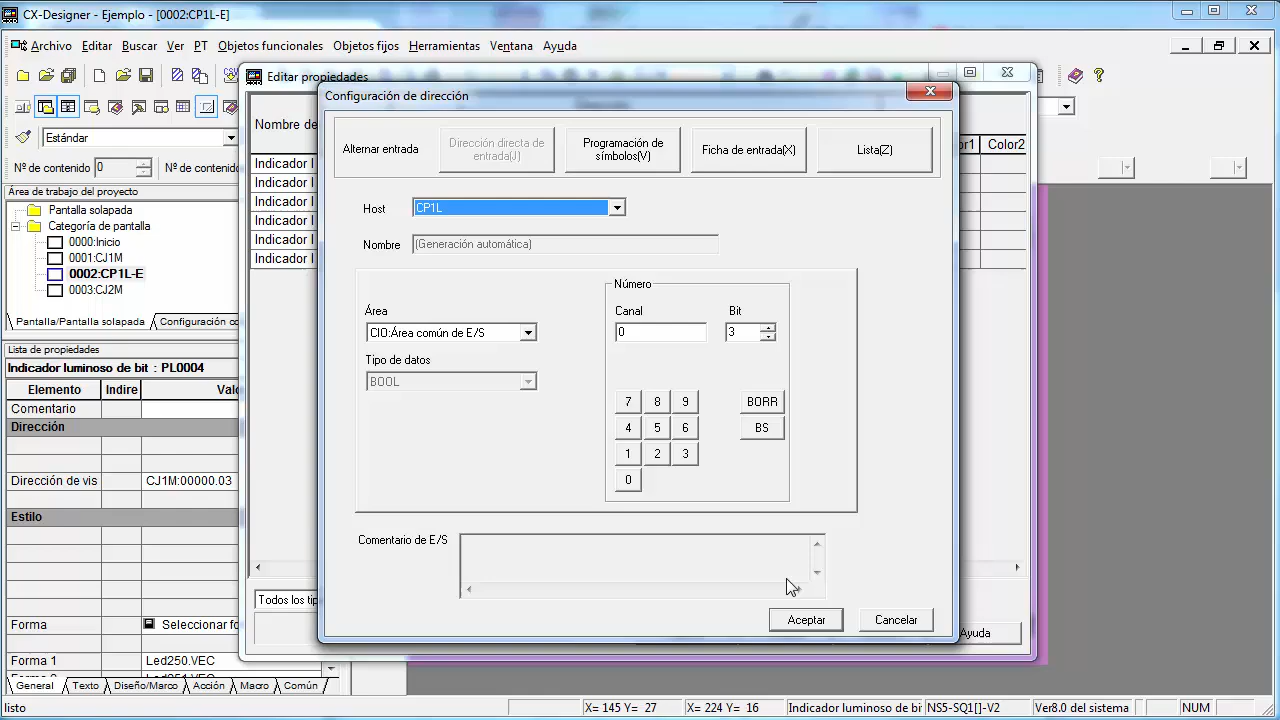 CX-Designer - Ejemplo - [0002:CP1L-E]
Archivo Editar Buscar Ver PT Objetos funcionales Objetos fijos Herramientas Ventana Ayuda
Editar propiedades
Configuración de dirección
Estándar
Nº de contenido 0 Nº de contenido
Área de trabajo del proyecto
Pantalla solapada
Categoría de pantalla
0000:Inicio
0001:CJ1M
0002:CP1L-E
0003:CJ2M
Pantalla/Pantalla solapada Configuración co
Lista de propiedades
Indicador luminoso de bit : PL0004
Elemento Indire Valo
Comentario
Dirección
Dirección de vis CJ1M:00000.03
Estilo
Forma Seleccionar fo
Forma 1 Led250.VEC
Led251.VEC
General Texto Diseño/Marco Acción Macro Común
Nombre de
Indicador l
Indicador l
Indicador l
Indicador l
Indicador l
Indicador l
Todos los tip
or1 Color2
Ayuda
Alternar entrada
Dirección directa de entrada(J)
Programación de símbolos(V)
Ficha de entrada(X)
Lista(Z)
Host CP1L
Nombre (Generación automática)
Área
CIO:Área común de E/S
Tipo de datos
BOOL
Número
Canal Bit
0 3
7 8 9 BORR
4 5 6 BS
1 2 3
0
Comentario de E/S
Aceptar Cancelar
listo X= 145 Y= 27 X= 224 Y= 16 Indicador luminoso de bit NS5-SQ1[]-V2 Ver8.0 del sistema NUM